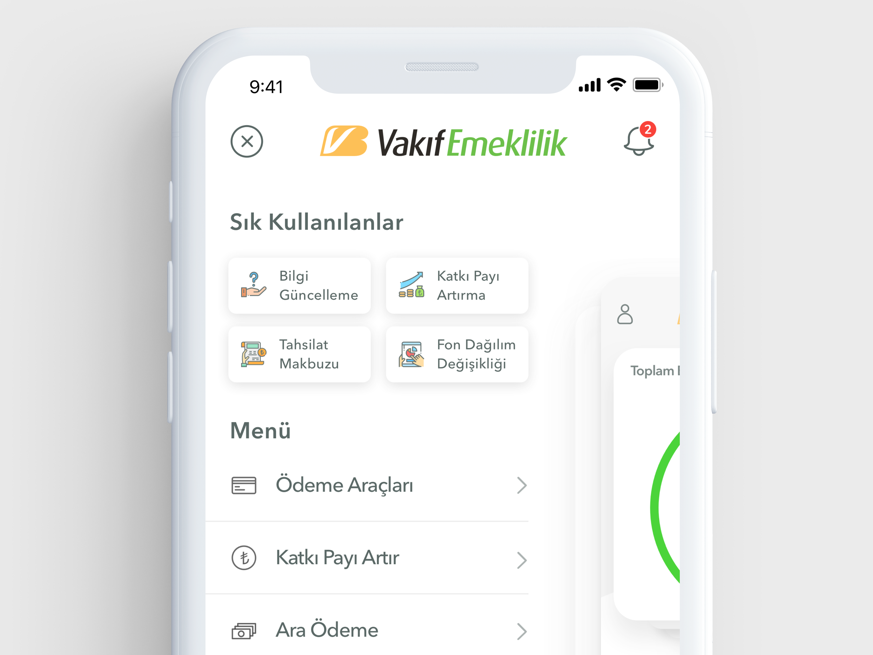 9:41
VakıfEmeklilik
2
Sık Kullanılanlar
Bilgi
Güncelleme
Katkı Payı
Artırma
Tahsilat
Makbuzu
Fon Dağılım
Değişikliği
Toplam
Menü
Ödeme Araçları
Katkı Payı Artır
Ara Ödeme